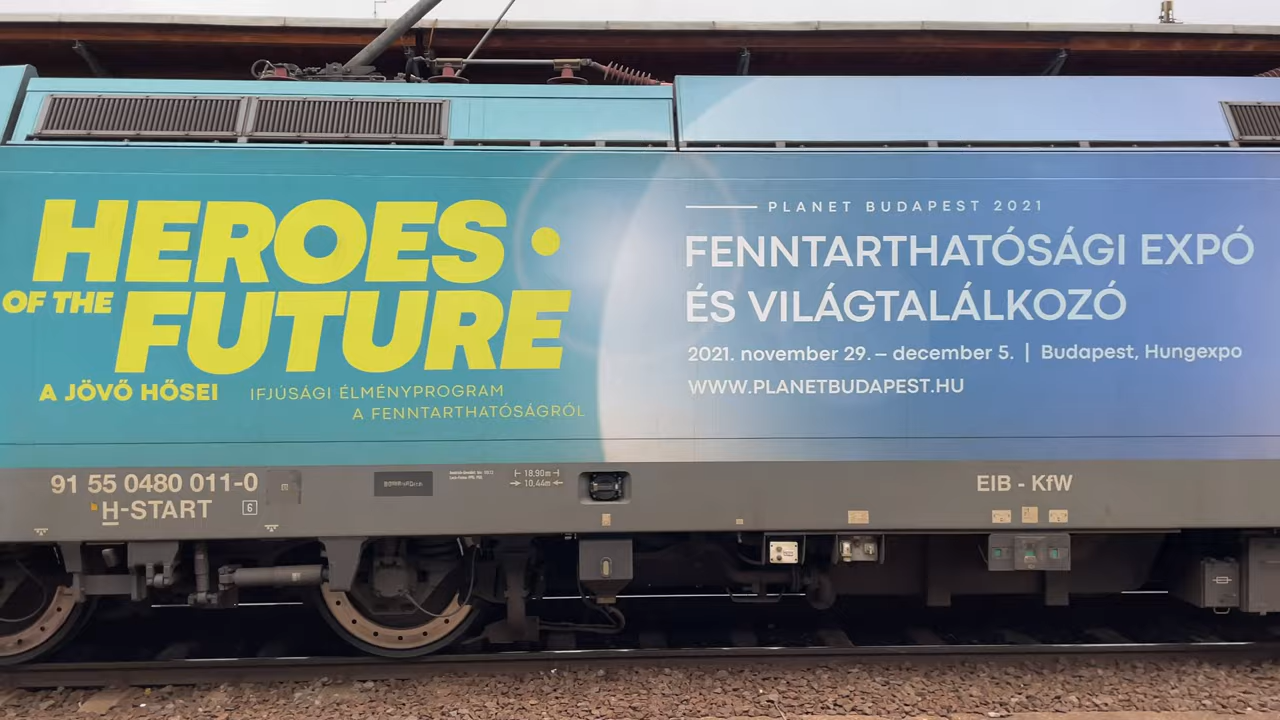 HEROES
OF THE FUTURE
A JÖVŐ HŐSEI
IFJÚSÁGI ÉLMÉNYPROGRAM
A FENNTARTHATÓSÁGRÓL
PLANET BUDAPEST 2021
FENNTARTHATÓSÁGI EXPÓ
ÉS VILÁGTALÁLKOZÓ
2021. november 29. – december 5. | Budapest, Hungexpo
WWW.PLANETBUDAPEST.HU
91 55 0480 011-0
H-START
6
18.90m
10.44m
EIB - KfW